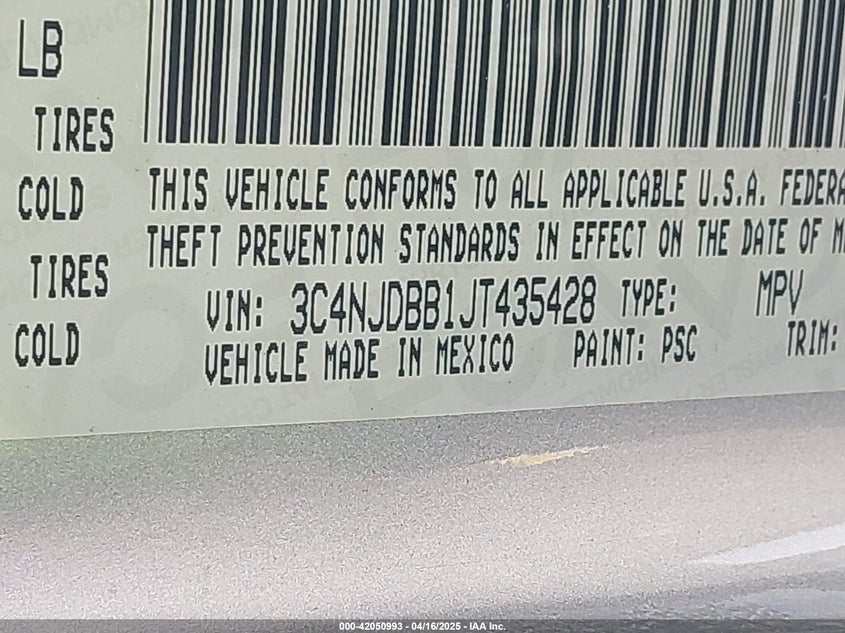 LB
TIRES
COLD
TIRES
COLD
THIS VEHICLE CONFORMS TO ALL APPLICABLE U.S.A. FEDERA
THEFT PREVENTION STANDARDS IN EFFECT ON THE DATE OF M
VIN: 3C4NJDBB1JT435428 TYPE: MPV
VEHICLE MADE IN MEXICO PAINT: PSC TRIM:
000-42050993 - 04/16/2025 - IAA Inc.